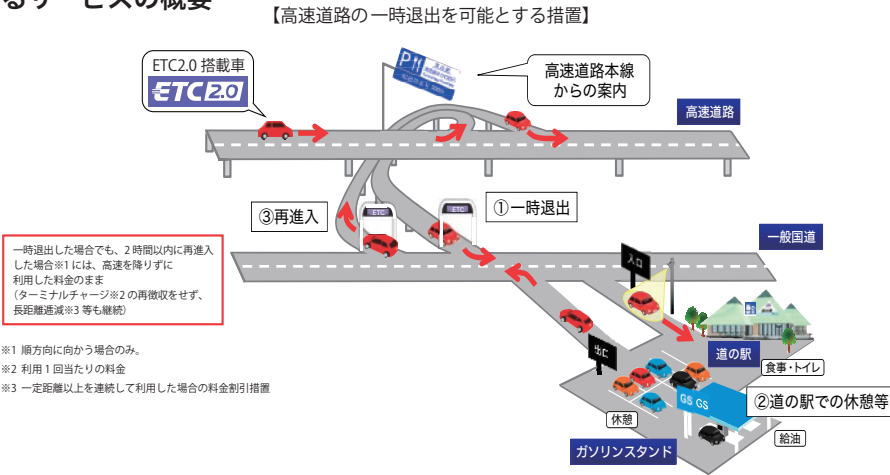 るサービスの概要
【高速道路の一時退出を可能とする措置】
ETC2.0 搭載車
ETC 2.0
P
高速道路本線
からの案内
高速道路
③再進入
ETC
ETC
①一時退出
一般国道
入口
一時退出した場合でも、2 時間以内に再進入
した場合※1 には、高速を降りずに
利用した料金のまま
(ターミナルチャージ※2 の再徴収をせず、
長距離逓減※3 等も継続)
※1 順方向に向かう場合のみ。
※2 利用 1 回当たりの料金
※3 一定距離以上を連続して利用した場合の料金割引措置
出口
道の駅
食事・トイレ
GS GS
②道の駅での休憩等
休憩
給油
ガソリンスタンド